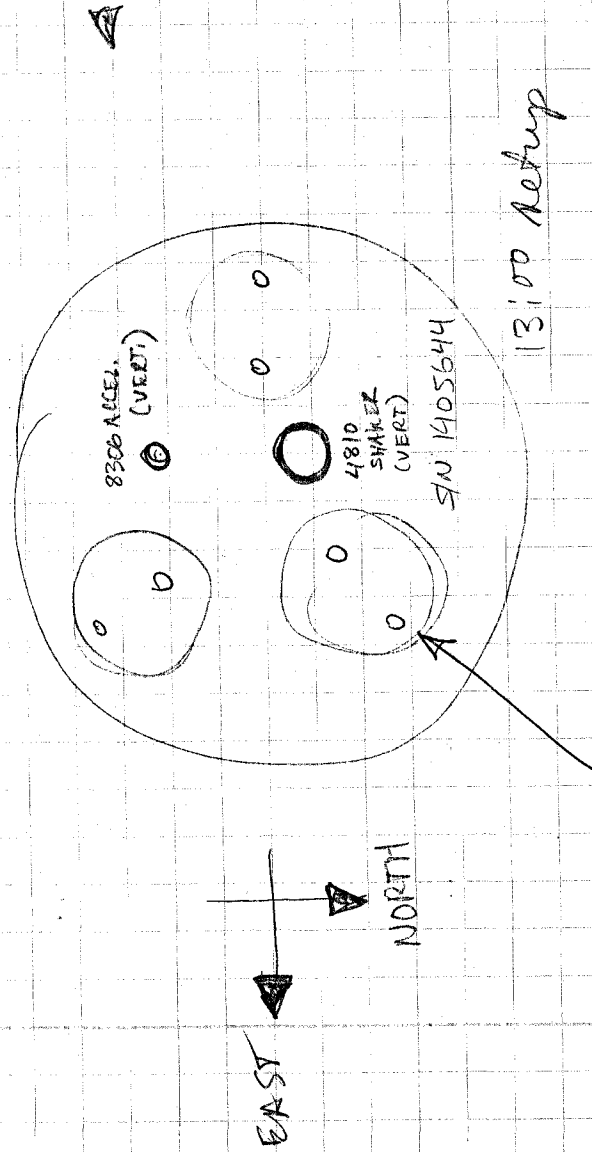 8306 ACCEL.
(VERT.)
EAST
4810
SHAKER
(VERT)
NORTH
S/N 1405644
13:00 setup